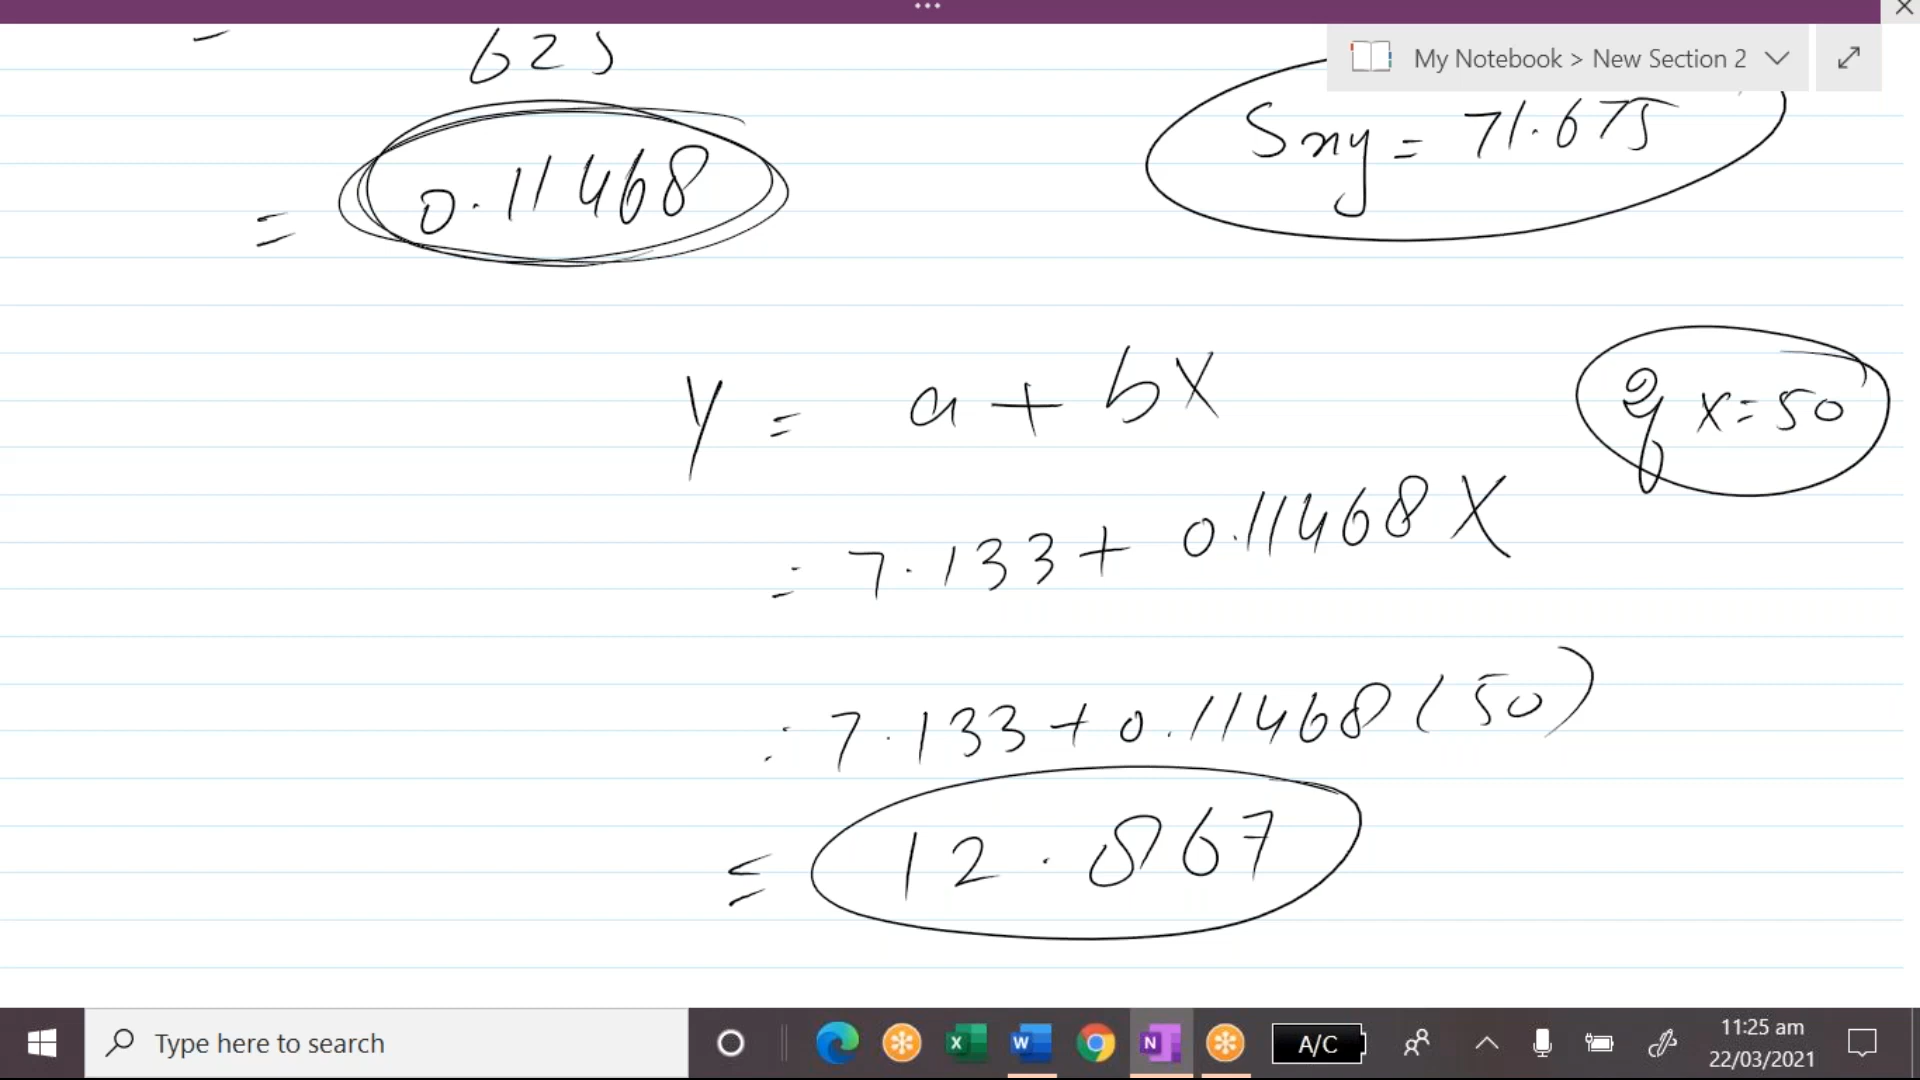 ...
My Notebook > New Section 2
= 625
= 0.11468
Sxy = 71.675
y = a + bX
if X = 50
= 7.133 + 0.11468 X
= 7.133 + 0.11468 (50)
= 12.867
Type here to search
A/C
11:25 am
22/03/2021